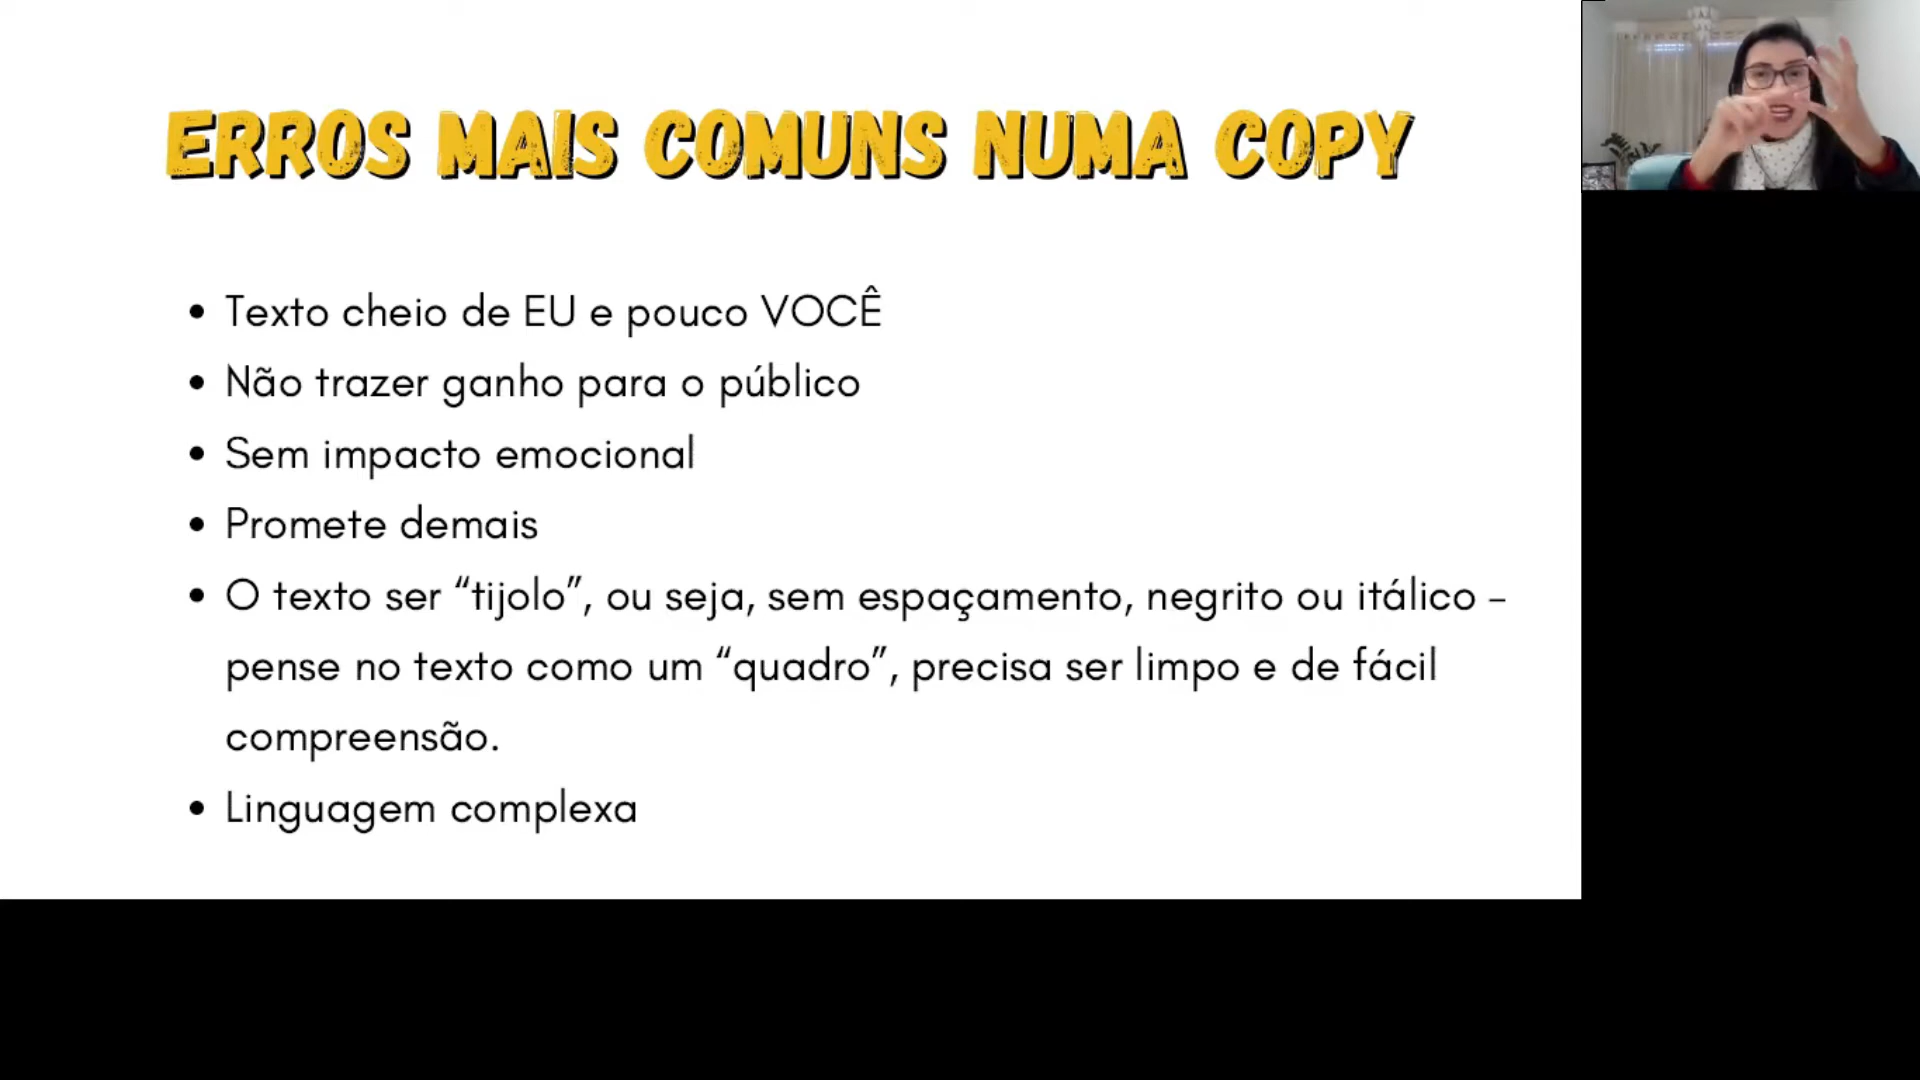 ERROS MAIS COMUNS NUMA COPY
• Texto cheio de EU e pouco VOCÊ
• Não trazer ganho para o público
• Sem impacto emocional
• Promete demais
• O texto ser “tijolo”, ou seja, sem espaçamento, negrito ou itálico –
pense no texto como um “quadro”, precisa ser limpo e de fácil
compreensão.
• Linguagem complexa